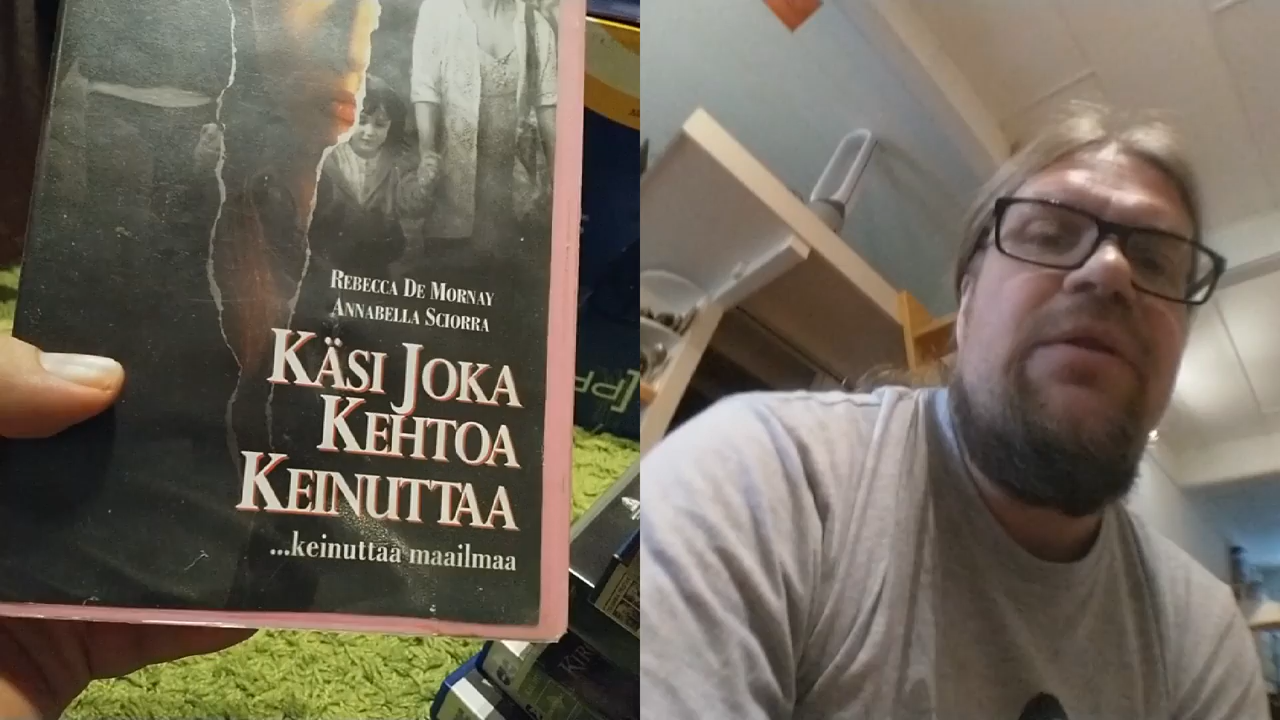 REBECCA DE MORNAY
ANNABELLA SCIORRA
KÄSI JOKA
KEHTOA
KEINUTTAA
...keinuttaa maailmaa